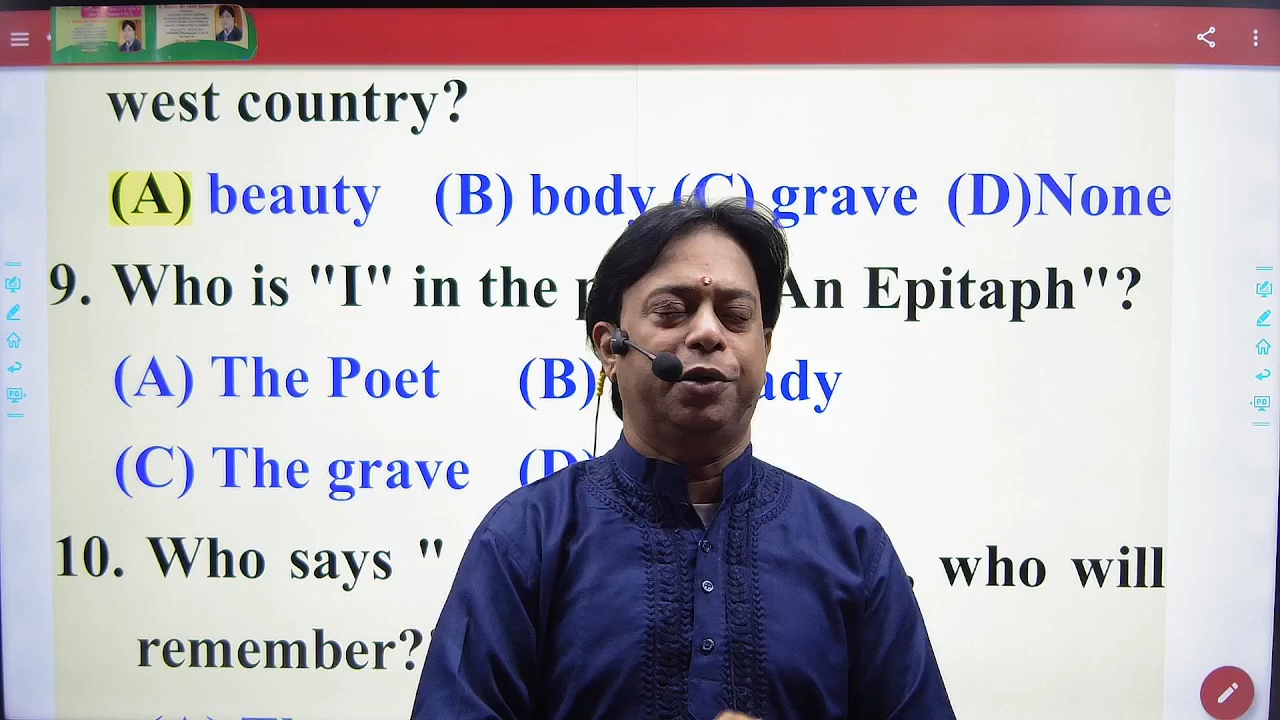 west country?
(A) beauty (B) body (C) grave (D)None
9. Who is "I" in the An Epitaph"?
(A) The Poet (B)
(C) The grave (D)
10. Who says " who will
remember?